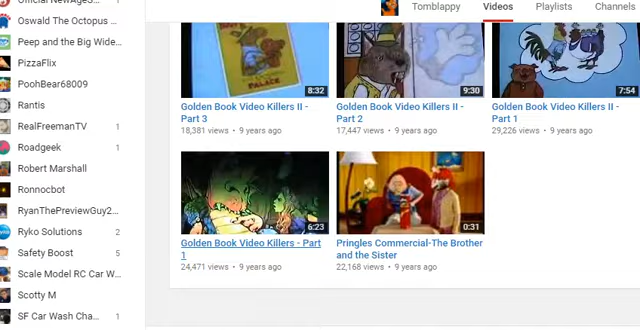 Official NewAgeS...
Tomblappy Videos Playlists Channels
Oswald The Octopus ...
Peep and the Big Wide...
PizzaFlix
PoohBear68009
Rantis
RealFreemanTV 1
Roadgeek 1
Robert Marshall
Ronnocbot
RyanThePreviewGuy2...
Ryko Solutions 2
Safety Boost 5
Scale Model RC Car W...
Scotty M
SF Car Wash Cha... 1
PALACE
8:32
Golden Book Video Killers II -
Part 3
18,381 views • 9 years ago
9:30
Golden Book Video Killers II -
Part 2
17,447 views • 9 years ago
7:54
Golden Book Video Killers II -
Part 1
29,226 views • 9 years ago
6:23
Golden Book Video Killers - Part
1
24,471 views • 9 years ago
0:31
Pringles Commercial-The Brother
and the Sister
22,168 views • 9 years ago